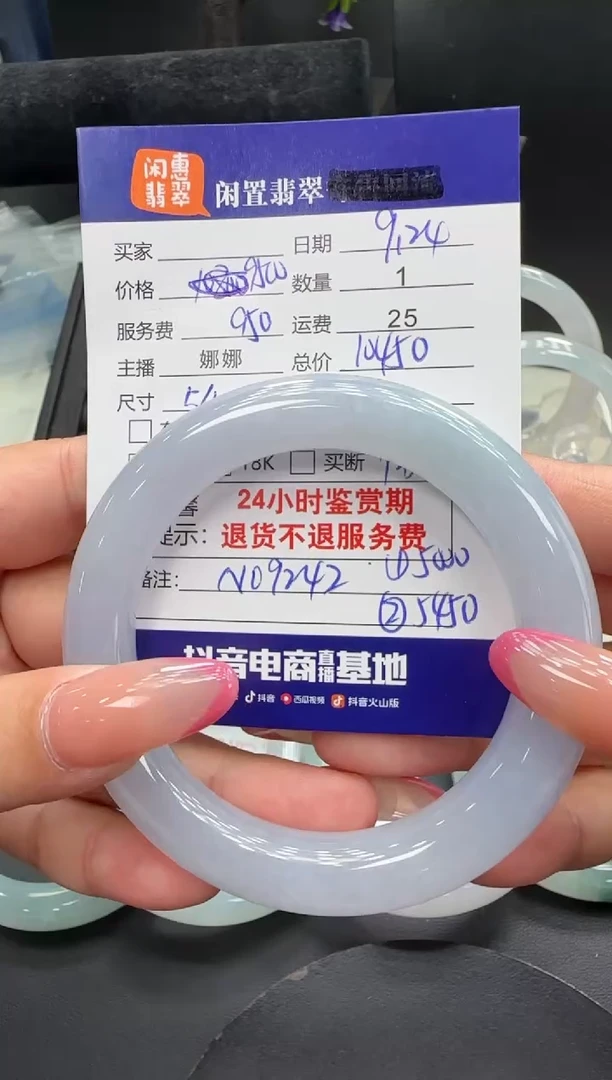 闲惠
翡翠
闲置翡翠
买家 日期 9,24
价格 9500 数量 1
服务费 950 运费 25
主播 娜娜 总价 10450
尺寸
18K 买断
24小时鉴赏期
提示: 退货不退服务费
备注: N09242 ①5000
②5450
抖音电商直播基地
抖音 西瓜视频 抖音火山版